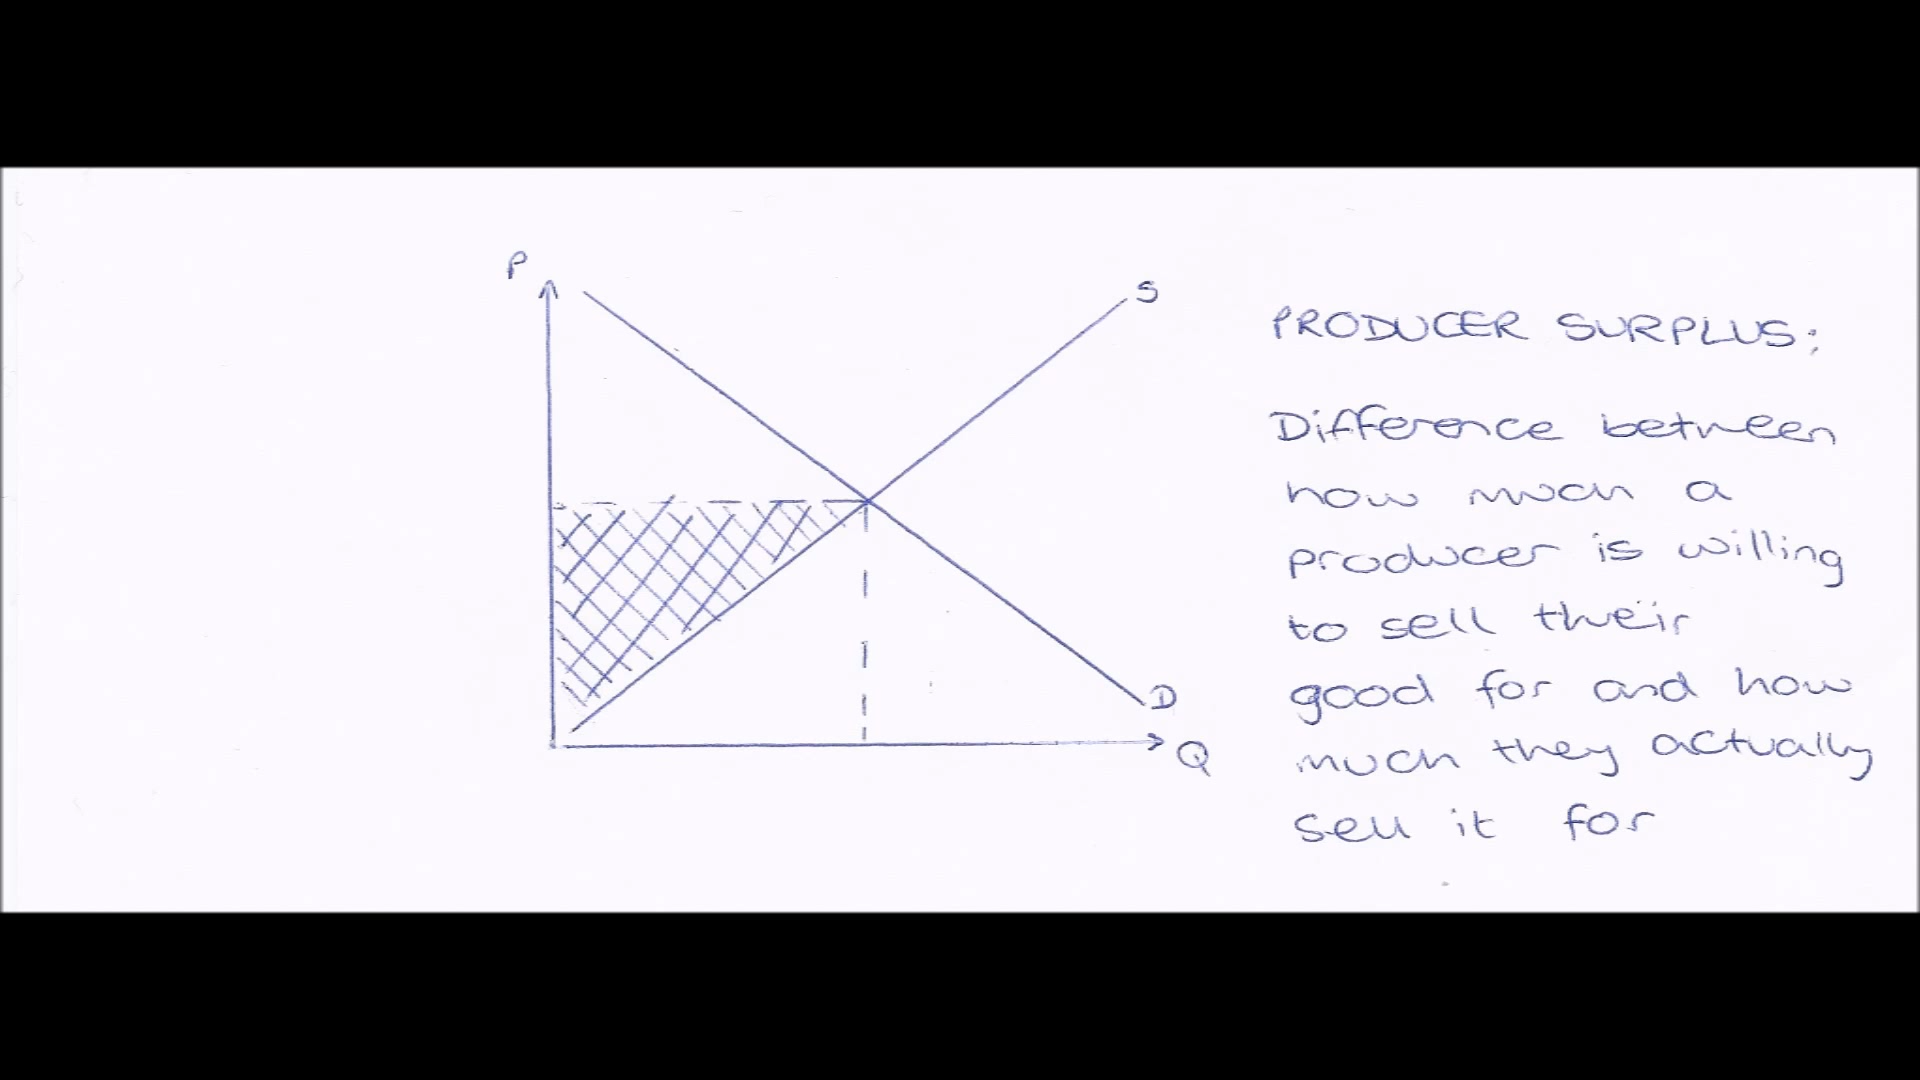 P
S
D
Q
PRODUCER SURPLUS:
Difference between
how much a
producer is willing
to sell their
good for and how
much they actually
sell it for